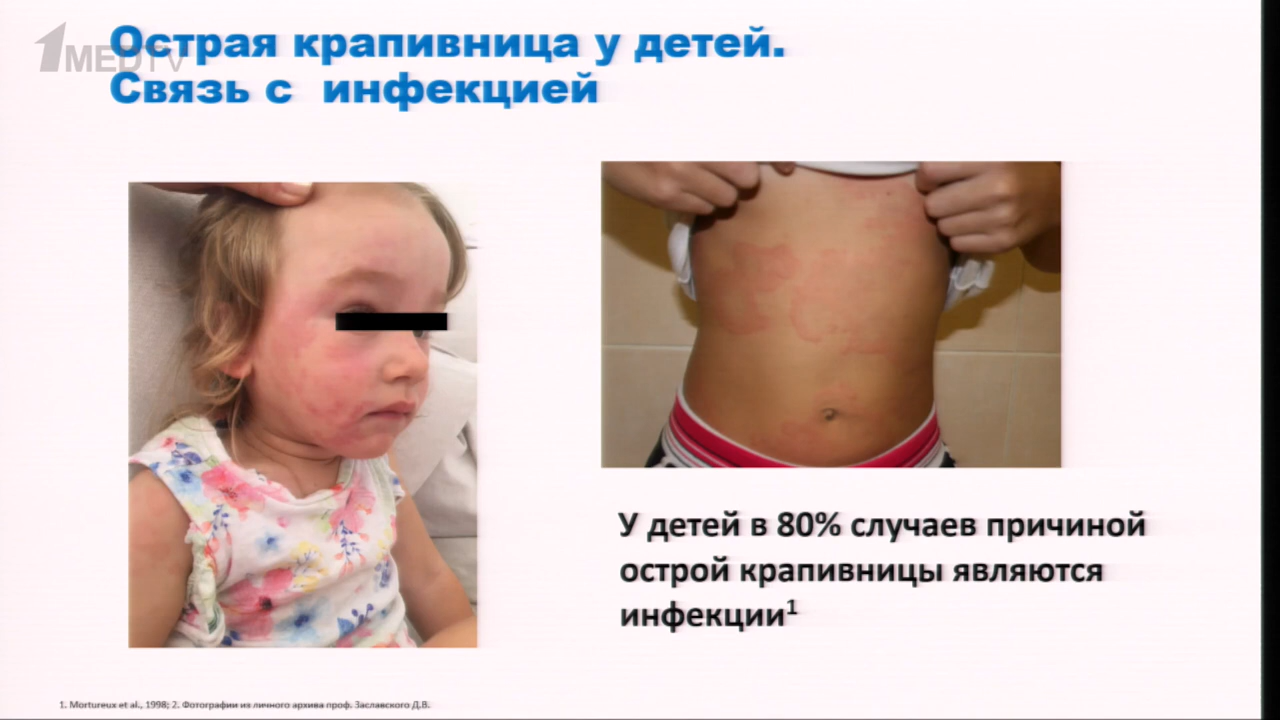 1MEDTV
Острая крапивница у детей.
Связь с инфекцией
У детей в 80% случаев причиной
острой крапивницы являются
инфекции¹
1. Mortureux et al., 1998; 2. Фотографии из личного архива проф. Заславского Д.В.